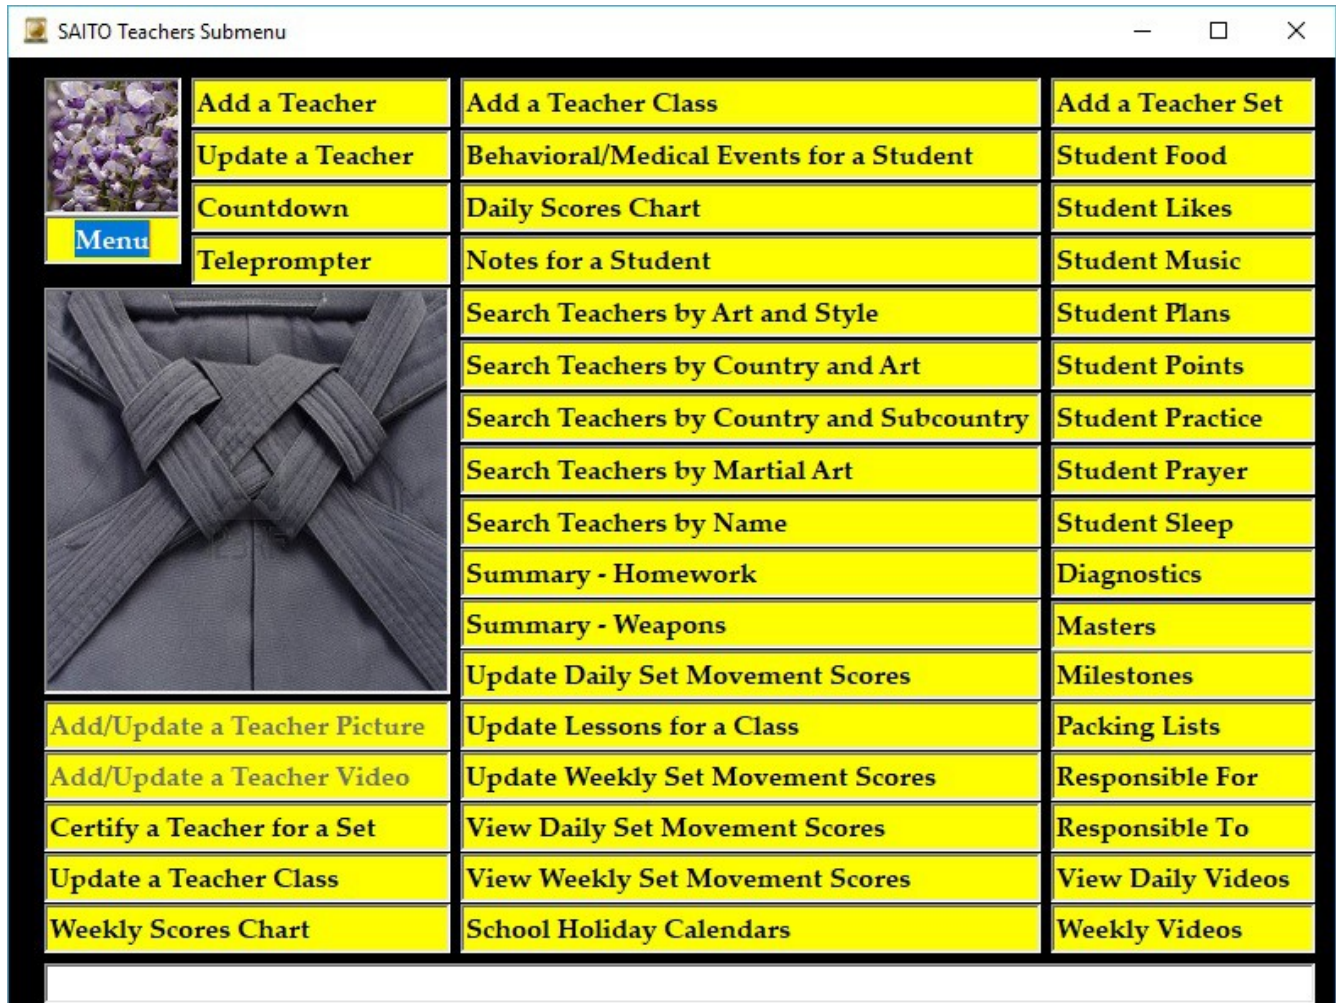 SAITO Teachers Submenu
Menu
Add a Teacher
Update a Teacher
Countdown
Teleprompter
Add/Update a Teacher Picture
Add/Update a Teacher Video
Certify a Teacher for a Set
Update a Teacher Class
Weekly Scores Chart
Add a Teacher Class
Behavioral/Medical Events for a Student
Daily Scores Chart
Notes for a Student
Search Teachers by Art and Style
Search Teachers by Country and Art
Search Teachers by Country and Subcountry
Search Teachers by Martial Art
Search Teachers by Name
Summary - Homework
Summary - Weapons
Update Daily Set Movement Scores
Update Lessons for a Class
Update Weekly Set Movement Scores
View Daily Set Movement Scores
View Weekly Set Movement Scores
School Holiday Calendars
Add a Teacher Set
Student Food
Student Likes
Student Music
Student Plans
Student Points
Student Practice
Student Prayer
Student Sleep
Diagnostics
Masters
Milestones
Packing Lists
Responsible For
Responsible To
View Daily Videos
Weekly Videos